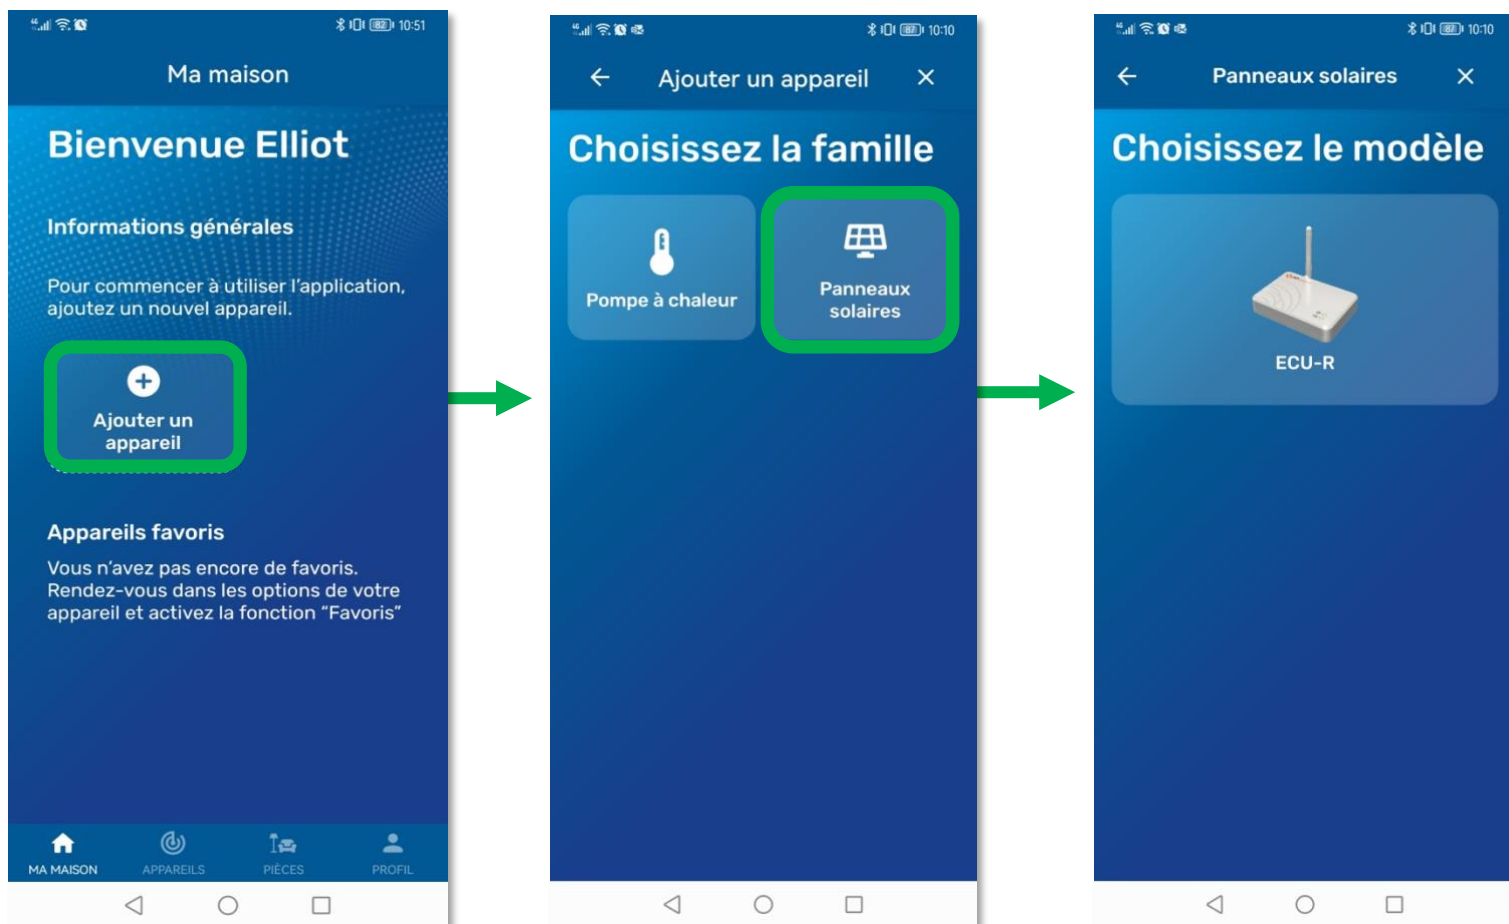 10:51
Ma maison
Bienvenue Elliot
Informations générales
Pour commencer à utiliser l'application,
ajoutez un nouvel appareil.
Ajouter un
appareil
Appareils favoris
Vous n'avez pas encore de favoris.
Rendez-vous dans les options de votre
appareil et activez la fonction “Favoris”
MA MAISON APPAREILS PIÈCES PROFIL
10:10
Ajouter un appareil
Choisissez la famille
Pompe à chaleur
Panneaux
solaires
10:10
Panneaux solaires
Choisissez le modèle
ECU-R